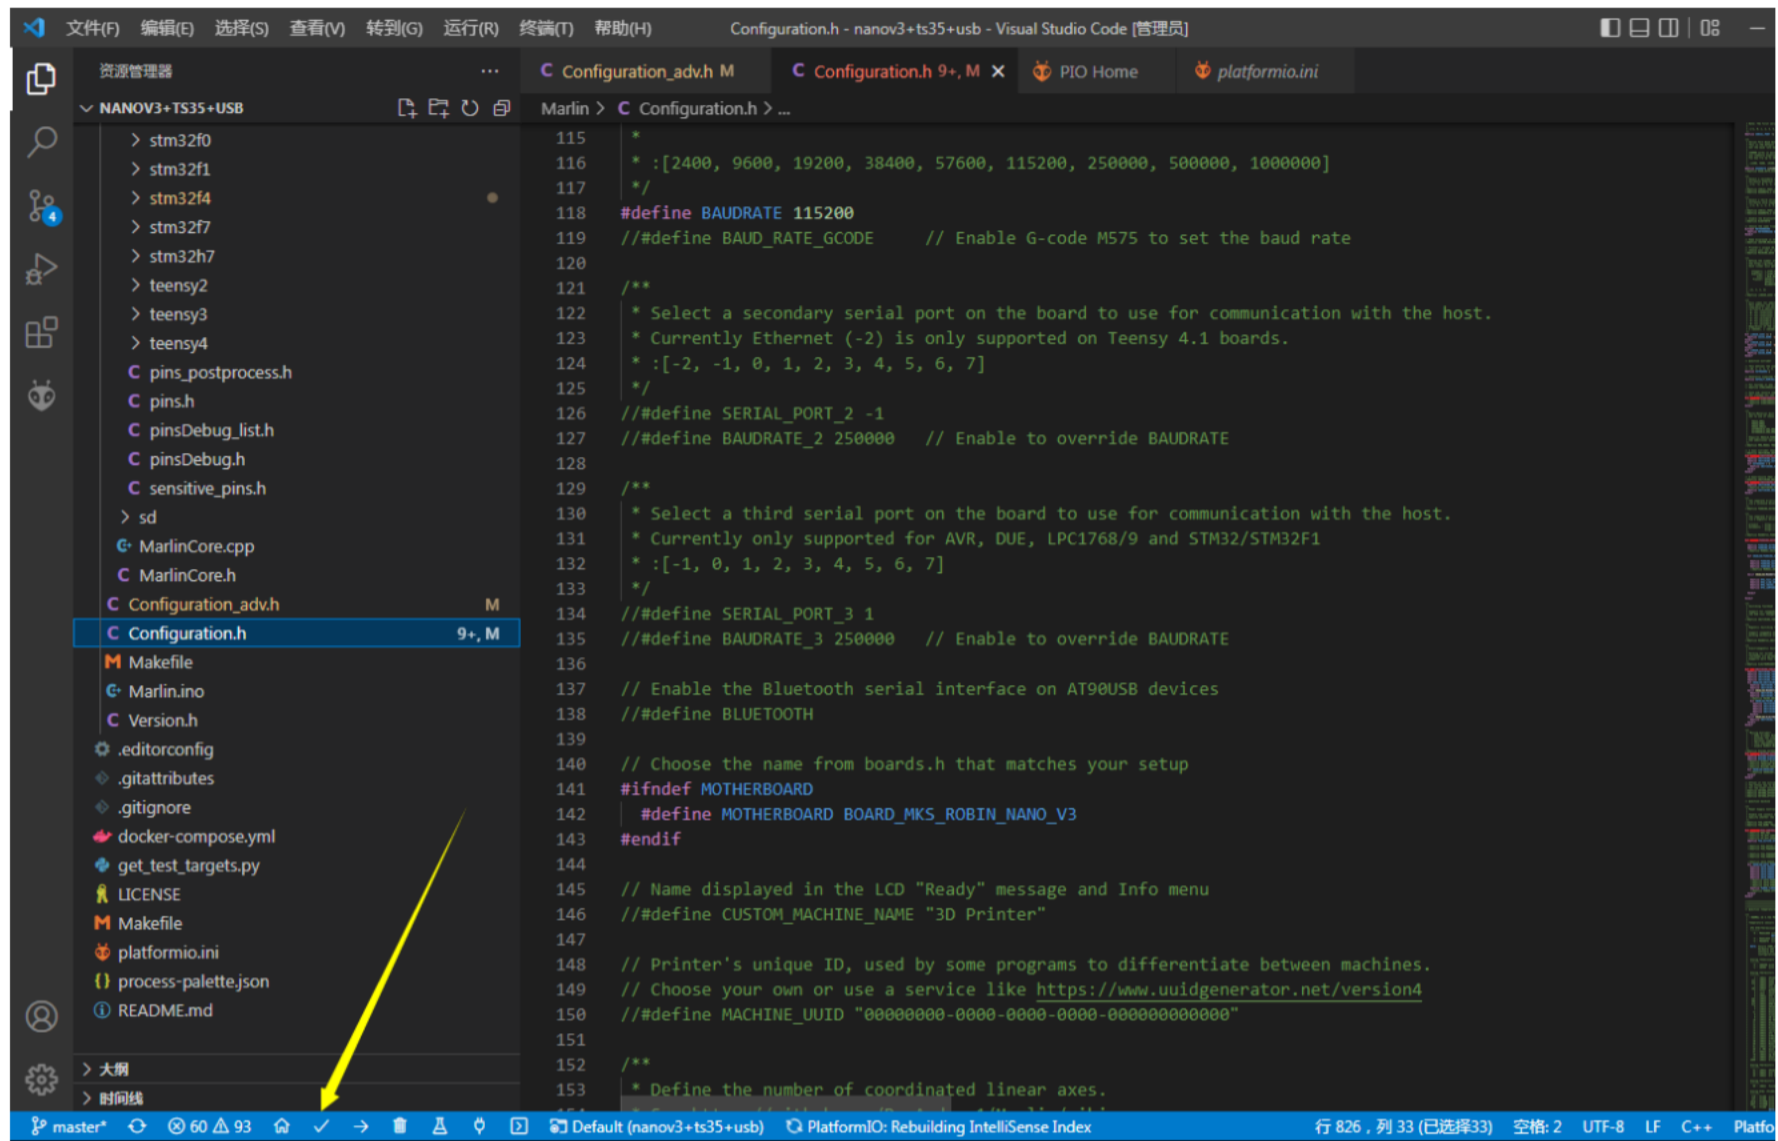 文件(F) 编辑(E) 选择(S) 查看(V) 转到(G) 运行(R) 终端(T) 帮助(H) Configuration.h - nanov3+ts35+usb - Visual Studio Code [管理员]
资源管理器 ···
NANOV3+TS35+USB
stm32f0
stm32f1
stm32f4
stm32f7
stm32h7
teensy2
teensy3
teensy4
C pins_postprocess.h
C pins.h
C pinsDebug_list.h
C pinsDebug.h
C sensitive_pins.h
sd
MarlinCore.cpp
C MarlinCore.h
C Configuration_adv.h M
C Configuration.h 9+, M
M Makefile
Marlin.ino
C Version.h
.editorconfig
.gitattributes
.gitignore
docker-compose.yml
get_test_targets.py
LICENSE
M Makefile
platformio.ini
{} process-palette.json
README.md
大纲
时间线
4
C Configuration_adv.h M C Configuration.h 9+, M PIO Home platformio.ini
Marlin > C Configuration.h > ...
115 *
116 * :[2400, 9600, 19200, 38400, 57600, 115200, 250000, 500000, 1000000]
117 */
118 #define BAUDRATE 115200
119 //#define BAUD_RATE_GCODE // Enable G-code M575 to set the baud rate
120
121 /**
122 * Select a secondary serial port on the board to use for communication with the host.
123 * Currently Ethernet (-2) is only supported on Teensy 4.1 boards.
124 * :[-2, -1, 0, 1, 2, 3, 4, 5, 6, 7]
125 */
126 //#define SERIAL_PORT_2 -1
127 //#define BAUDRATE_2 250000 // Enable to override BAUDRATE
128
129 /**
130 * Select a third serial port on the board to use for communication with the host.
131 * Currently only supported for AVR, DUE, LPC1768/9 and STM32/STM32F1
132 * :[-1, 0, 1, 2, 3, 4, 5, 6, 7]
133 */
134 //#define SERIAL_PORT_3 1
135 //#define BAUDRATE_3 250000 // Enable to override BAUDRATE
136
137 // Enable the Bluetooth serial interface on AT90USB devices
138 //#define BLUETOOTH
139
140 // Choose the name from boards.h that matches your setup
141 #ifndef MOTHERBOARD
142 #define MOTHERBOARD BOARD_MKS_ROBIN_NANO_V3
143 #endif
144
145 // Name displayed in the LCD "Ready" message and Info menu
146 //#define CUSTOM_MACHINE_NAME "3D Printer"
147
148 // Printer's unique ID, used by some programs to differentiate between machines.
149 // Choose your own or use a service like https://www.uuidgenerator.net/version4
150 //#define MACHINE_UUID "00000000-0000-0000-0000-000000000000"
151
152 /**
153 * Define the number of coordinated linear axes.
master* 60 93 Default (nanov3+ts35+usb) PlatformIO: Rebuilding IntelliSense Index 行 826，列 33 (已选择33) 空格: 2 UTF-8 LF C++ Platfo